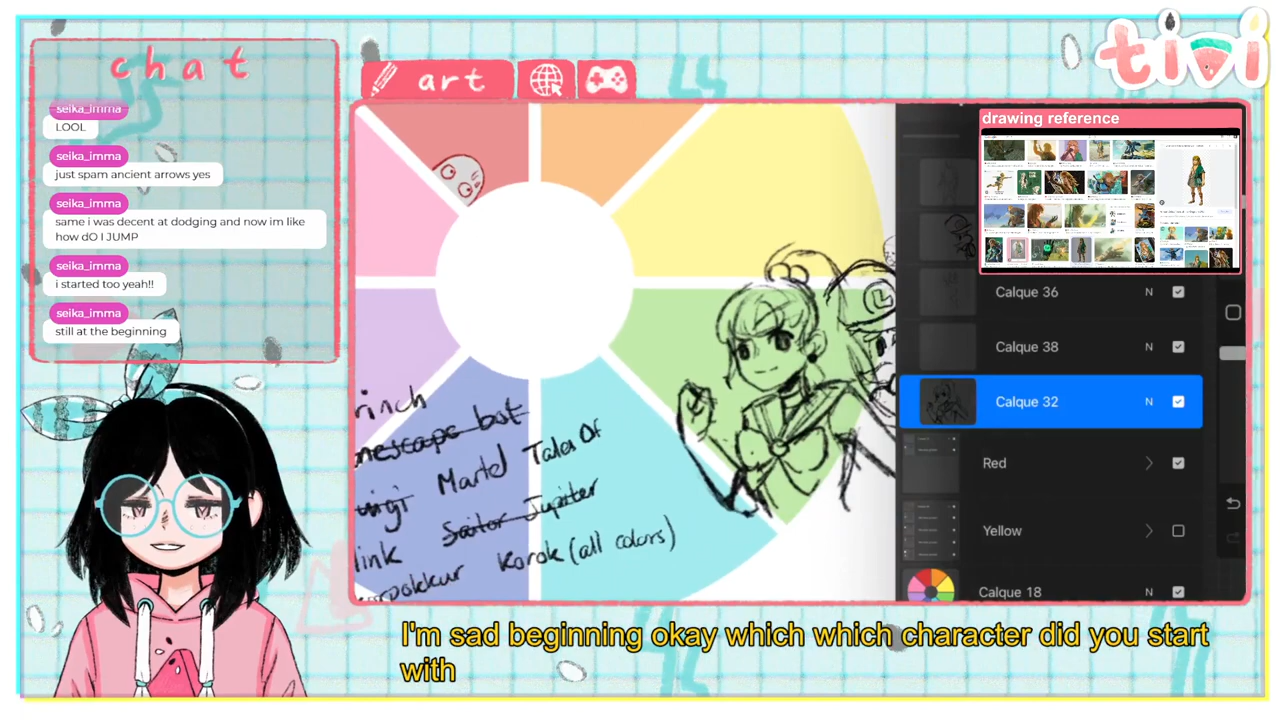 chat
seika_imma
LOOL
seika_imma
just spam ancient arrows yes
seika_imma
same i was decent at dodging and now im like
how dO I JUMP
seika_imma
i started too yeah!!
seika_imma
still at the beginning
art
tivi
drawing reference
Calque 36
N
Calque 38
N
Calque 32
N
Red
Yellow
Calque 18
N
rinch
nescape bot
Martel Tales Of
link
Sailor Jupiter
Korok (all colors)
I'm sad beginning okay which which character did you start
with